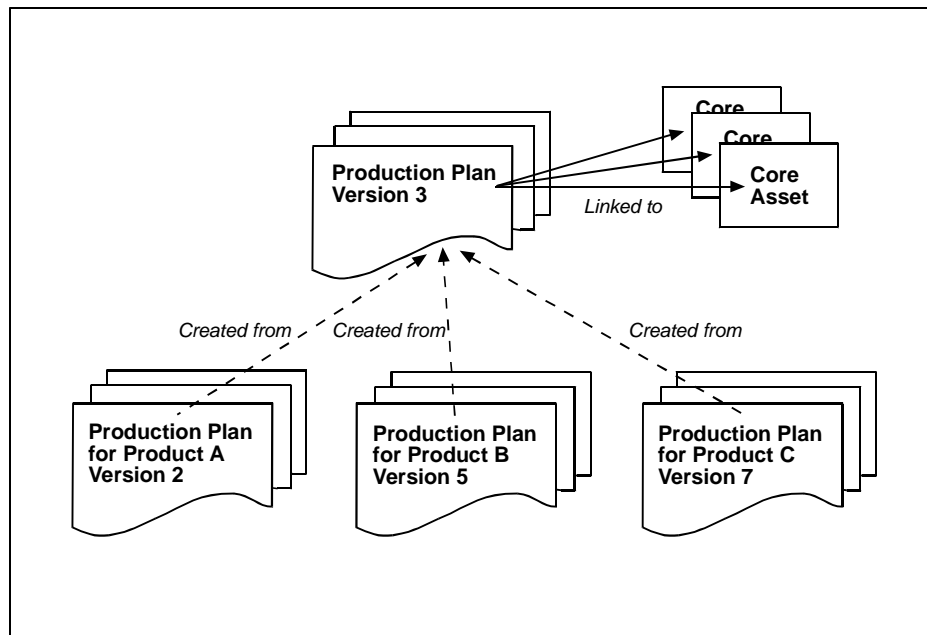 Core
Core
Core
Asset
Production Plan
Version 3
Linked to
Created from
Created from
Created from
Production Plan
for Product A
Version 2
Production Plan
for Product B
Version 5
Production Plan
for Product C
Version 7